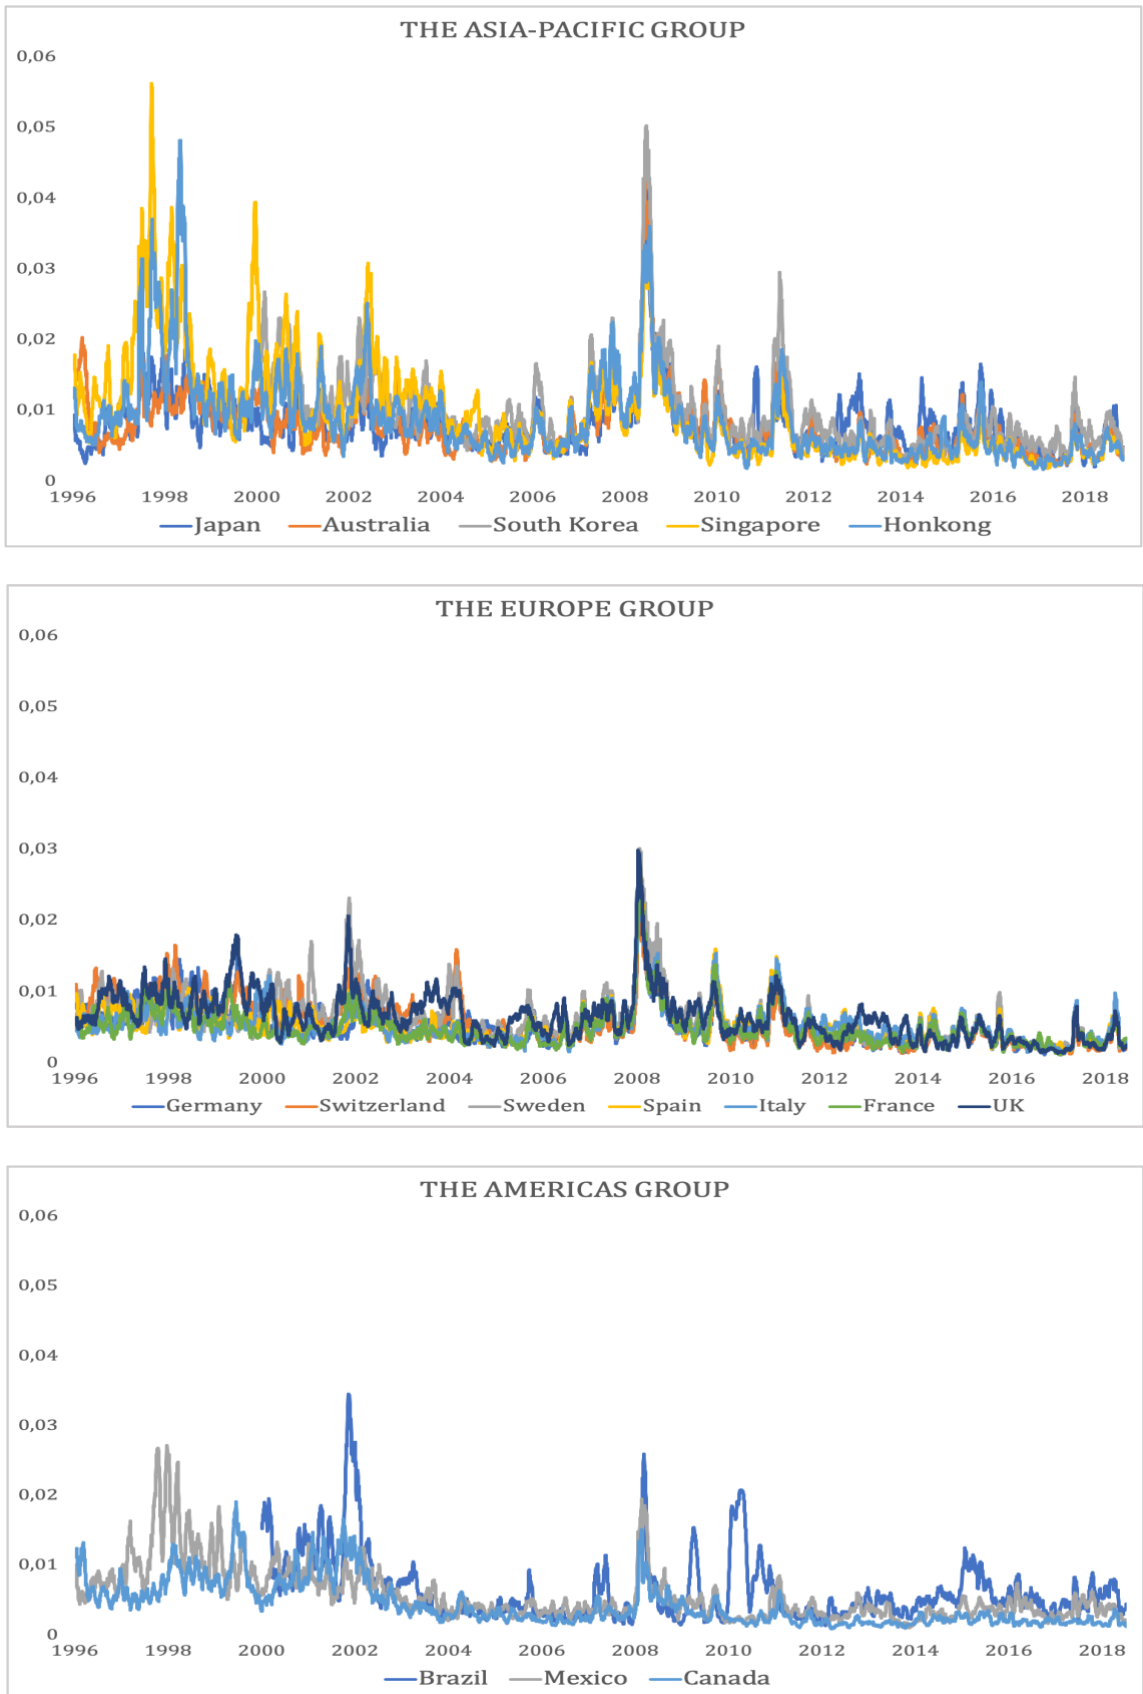 THE ASIA-PACIFIC GROUP
0,06
0,05
0,04
0,03
0,02
0,01
0
1996 1998 2000 2002 2004 2006 2008 2010 2012 2014 2016 2018
Japan Australia South Korea Singapore Honkong
THE EUROPE GROUP
0,06
0,05
0,04
0,03
0,02
0,01
0
1996 1998 2000 2002 2004 2006 2008 2010 2012 2014 2016 2018
Germany Switzerland Sweden Spain Italy France UK
THE AMERICAS GROUP
0,06
0,05
0,04
0,03
0,02
0,01
0
1996 1998 2000 2002 2004 2006 2008 2010 2012 2014 2016 2018
Brazil Mexico Canada